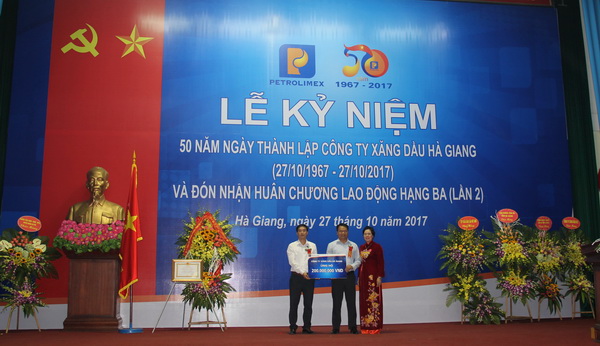 PETROLIMEX
50
1967 - 2017
LỄ KỶ NIỆM
50 NĂM NGÀY THÀNH LẬP CÔNG TY XĂNG DẦU HÀ GIANG
(27/10/1967 - 27/10/2017)
VÀ ĐÓN NHẬN HUÂN CHƯƠNG LAO ĐỘNG HẠNG BA (LẦN 2)
Hà Giang, ngày 27 tháng 10 năm 2017
200.000.000 VNĐ